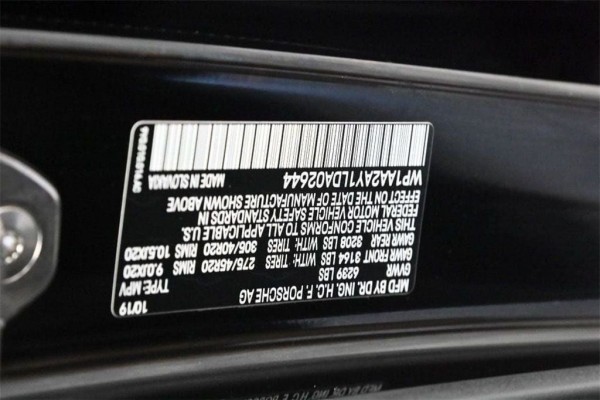 MFD BY DR. ING. H.C. F. PORSCHE AG 10/19
GVWR 6239 LBS TYPE: MPV
GAWR FRONT 3164 LBS WITH: TIRES 275/45R20 RIMS 9.0JX20
GAWR REAR 3208 LBS WITH: TIRES 305/40R20 RIMS 10.5JX20
THIS VEHICLE CONFORMS TO ALL APPLICABLE U.S.
FEDERAL MOTOR VEHICLE SAFETY STANDARDS IN
EFFECT ON THE DATE OF MANUFACTURE SHOWN ABOVE
WP1AA2AY1LDA02644 MADE IN SLOVAKIA